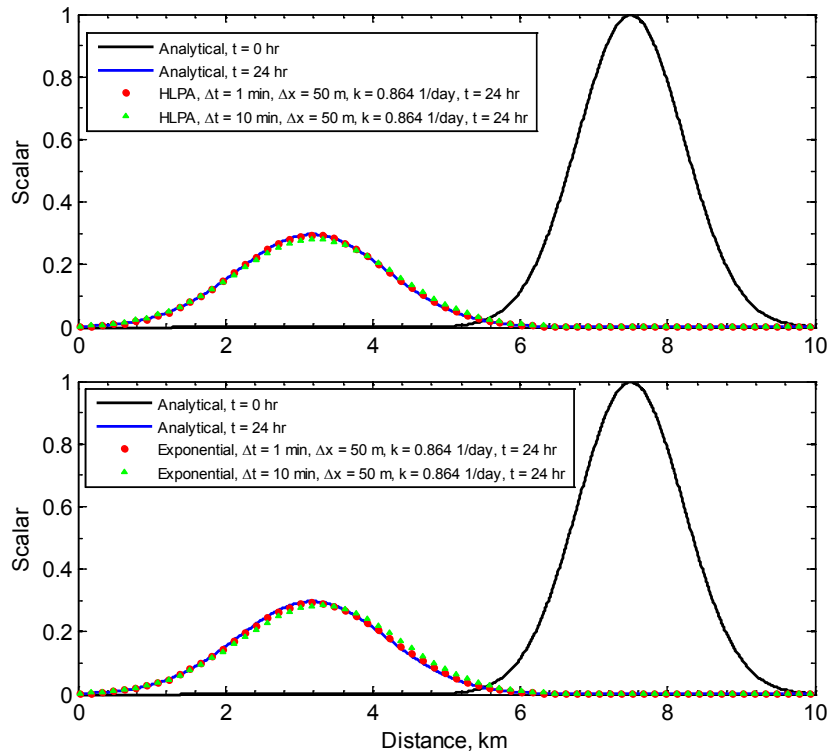 1
0.8
0.6
0.4
0.2
0
Scalar
Analytical, t = 0 hr
Analytical, t = 24 hr
HLPA, Δt = 1 min, Δx = 50 m, k = 0.864 1/day, t = 24 hr
HLPA, Δt = 10 min, Δx = 50 m, k = 0.864 1/day, t = 24 hr
0 2 4 6 8 10
1
0.8
0.6
0.4
0.2
0
Scalar
Analytical, t = 0 hr
Analytical, t = 24 hr
Exponential, Δt = 1 min, Δx = 50 m, k = 0.864 1/day, t = 24 hr
Exponential, Δt = 10 min, Δx = 50 m, k = 0.864 1/day, t = 24 hr
0 2 4 6 8 10
Distance, km